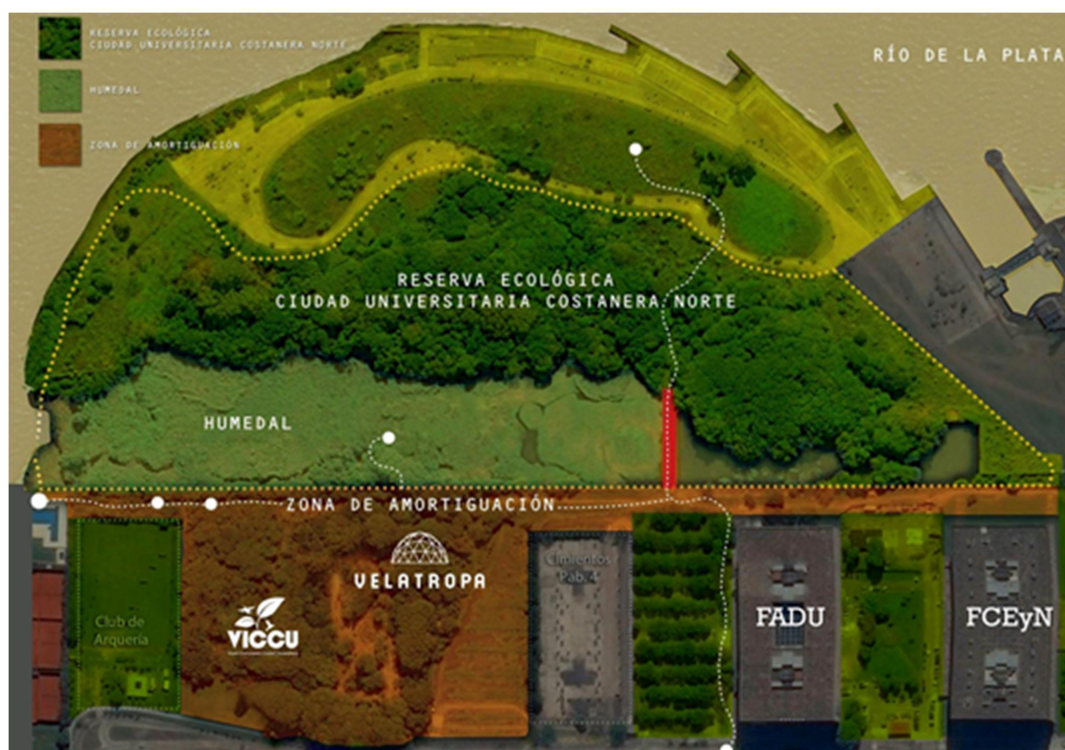 RESERVA ECOLÓGICA
CIUDAD UNIVERSITARIA COSTANERA NORTE
HUMEDAL
ZONA DE AMORTIGUACIÓN
RÍO DE LA PLATA
RESERVA ECOLÓGICA
CIUDAD UNIVERSITARIA COSTANERA NORTE
HUMEDAL
ZONA DE AMORTIGUACIÓN
VELATROPA
Cimientos
Pab. 4
VICCU
Club de
Arquería
FADU
FCEyN